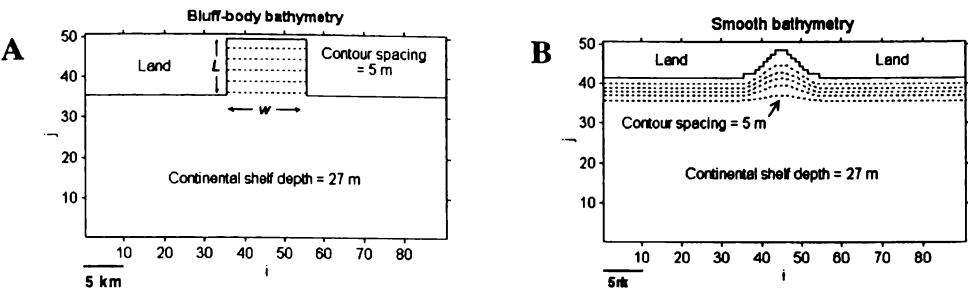 A
Bluff-body bathymetry
50
40
30
20
10
j
Land
L
w
Contour spacing
= 5 m
Continental shelf depth = 27 m
10 20 30 40 50 60 70 80
i
5 km
B
Smooth bathymetry
50
40
30
20
10
j
Land
Land
Contour spacing = 5 m
Continental shelf depth = 27 m
10 20 30 40 50 60 70 80
i